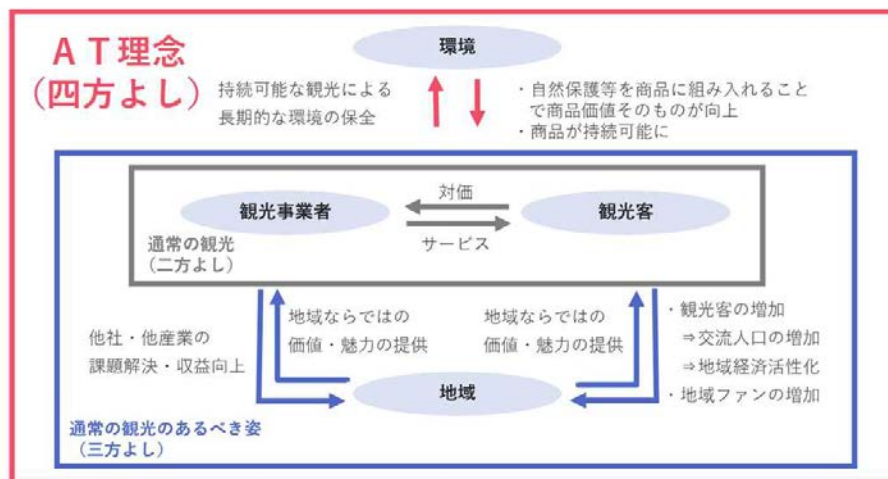 AT理念
(四方よし)
環境
持続可能な観光による
長期的な環境の保全
・自然保護等を商品に組み入れること
で商品価値そのものが向上
・商品が持続可能に
対価
観光事業者
観光客
サービス
通常の観光
(二方よし)
他社・他産業の
課題解決・収益向上
地域ならではの
価値・魅力の提供
地域ならではの
価値・魅力の提供
・観光客の増加
⇒交流人口の増加
⇒地域経済活性化
・地域ファンの増加
地域
通常の観光のあるべき姿
(三方よし)